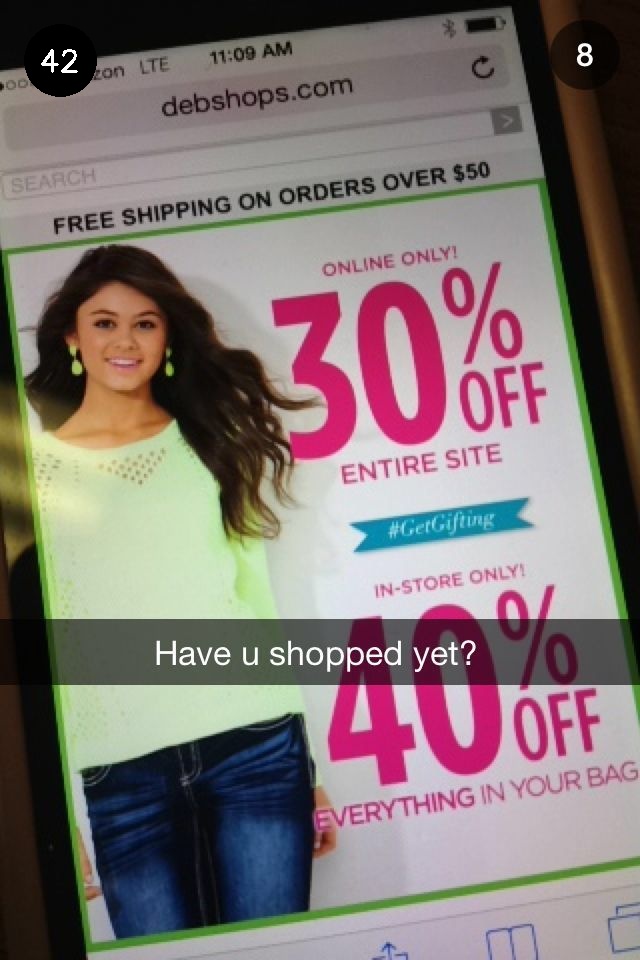 42
8
zon LTE 11:09 AM
debshops.com
SEARCH
>
FREE SHIPPING ON ORDERS OVER $50
ONLINE ONLY!
30% OFF
ENTIRE SITE
#GetGifting
IN-STORE ONLY!
40% OFF
EVERYTHING IN YOUR BAG
Have u shopped yet?